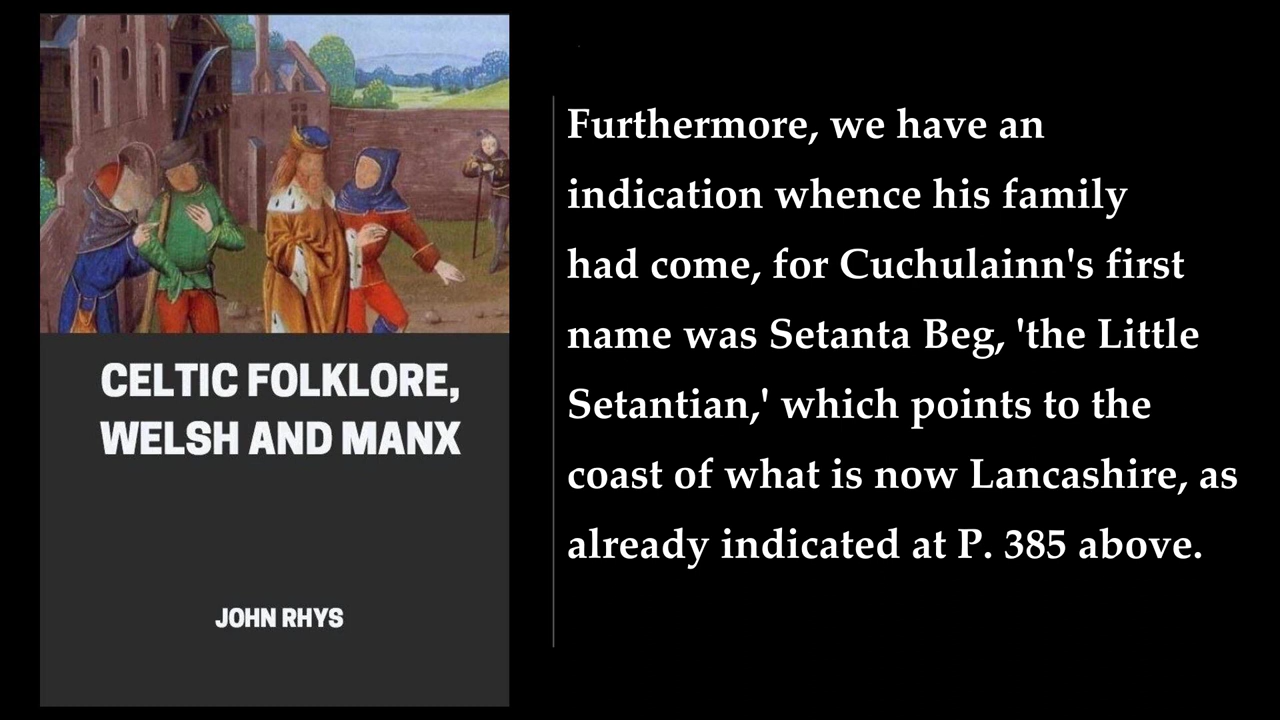 CELTIC FOLKLORE,
WELSH AND MANX
JOHN RHYS
Furthermore, we have an
indication whence his family
had come, for Cuchulainn's first
name was Setanta Beg, 'the Little
Setantian,' which points to the
coast of what is now Lancashire, as
already indicated at P. 385 above.